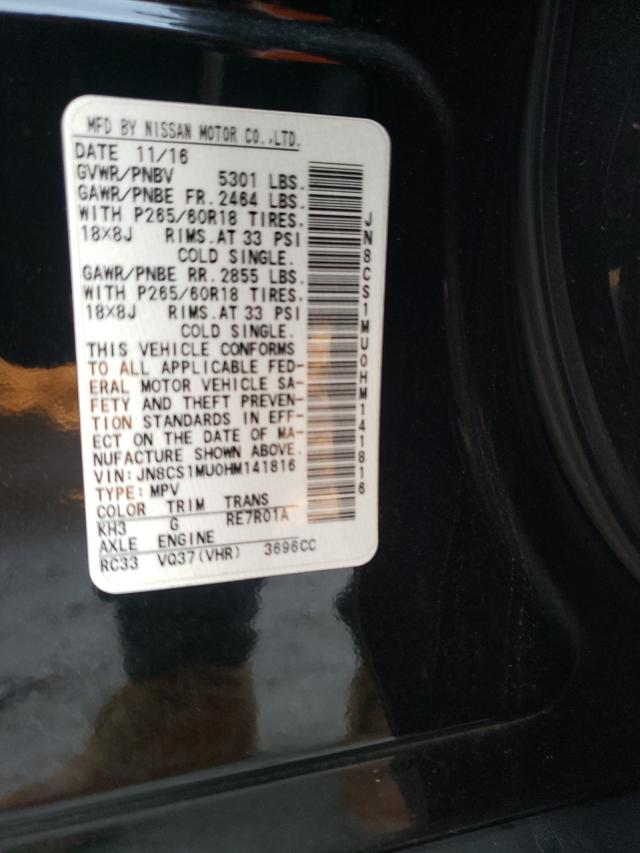 MFD BY NISSAN MOTOR CO.,LTD.
DATE 11/16
GVWR/PNBV 5301 LBS.
GAWR/PNBE FR. 2464 LBS.
WITH P265/60R18 TIRES.
18X8J RIMS. AT 33 PSI
COLD SINGLE.
GAWR/PNBE RR. 2855 LBS.
WITH P265/60R18 TIRES.
18X8J RIMS. AT 33 PSI
COLD SINGLE.
THIS VEHICLE CONFORMS
TO ALL APPLICABLE FED-
ERAL MOTOR VEHICLE SA-
FETY AND THEFT PREVEN-
TION STANDARDS IN EFF-
ECT ON THE DATE OF MA-
NUFACTURE SHOWN ABOVE.
VIN: JN8CS1MU0HM141816
TYPE: MPV
COLOR TRIM TRANS
KH3 G RE7R01A
AXLE ENGINE
RC33 VQ37(VHR) 3696CC
JN8CS1MU0HM141816